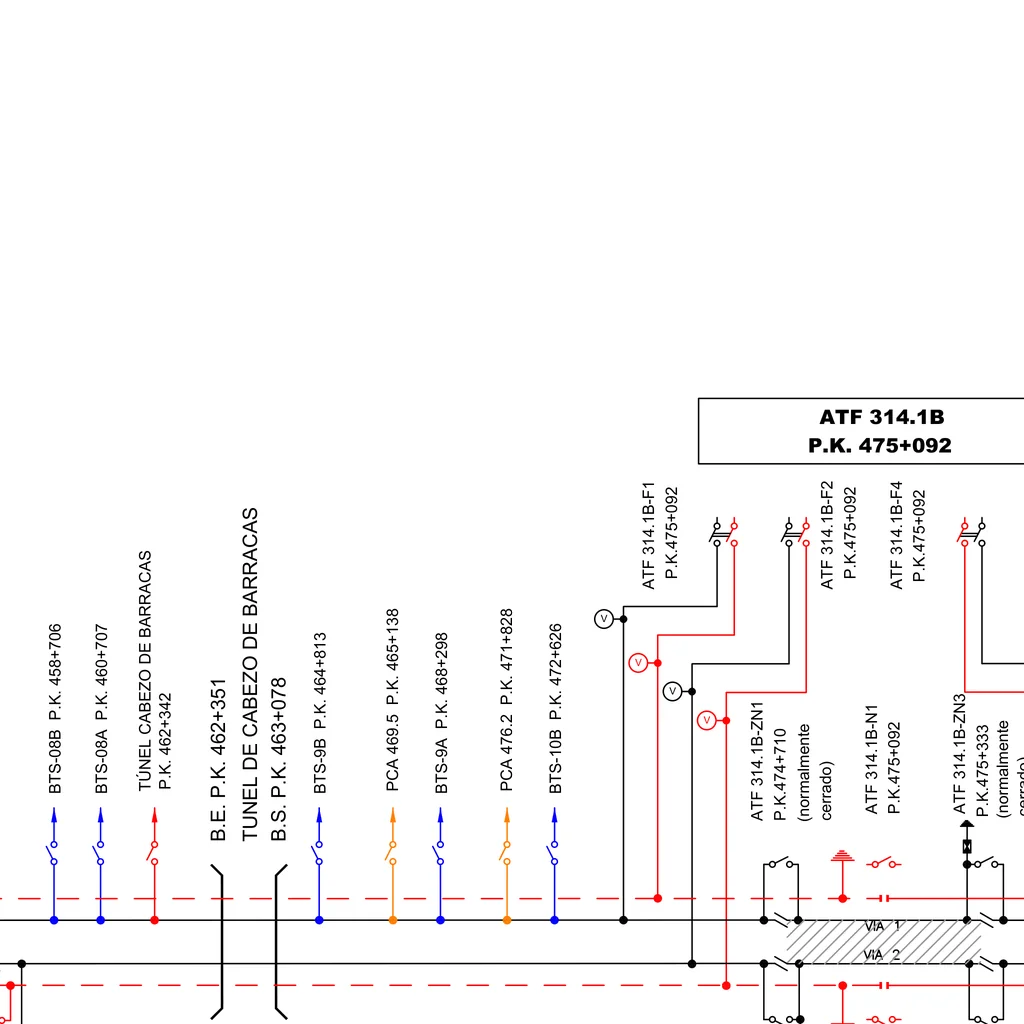 ATF 314.1B
P.K. 475+092
ATF 314.1B-F1
P.K.475+092
ATF 314.1B-F2
P.K.475+092
ATF 314.1B-F4
P.K.475+092
V
V
V
V
BTS-08B P.K. 458+706
BTS-08A P.K. 460+707
TÚNEL CABEZO DE BARRACAS
P.K. 462+342
B.E. P.K. 462+351
TUNEL DE CABEZO DE BARRACAS
B.S. P.K. 463+078
BTS-9B P.K. 464+813
PCA 469.5 P.K. 465+138
BTS-9A P.K. 468+298
PCA 476.2 P.K. 471+828
BTS-10B P.K. 472+626
ATF 314.1B-ZN1
P.K.474+710
(normalmente
cerrado)
ATF 314.1B-N1
P.K.475+092
ATF 314.1B-ZN3
P.K.475+333
(normalmente
cerrado)
VIA 1
VIA 2